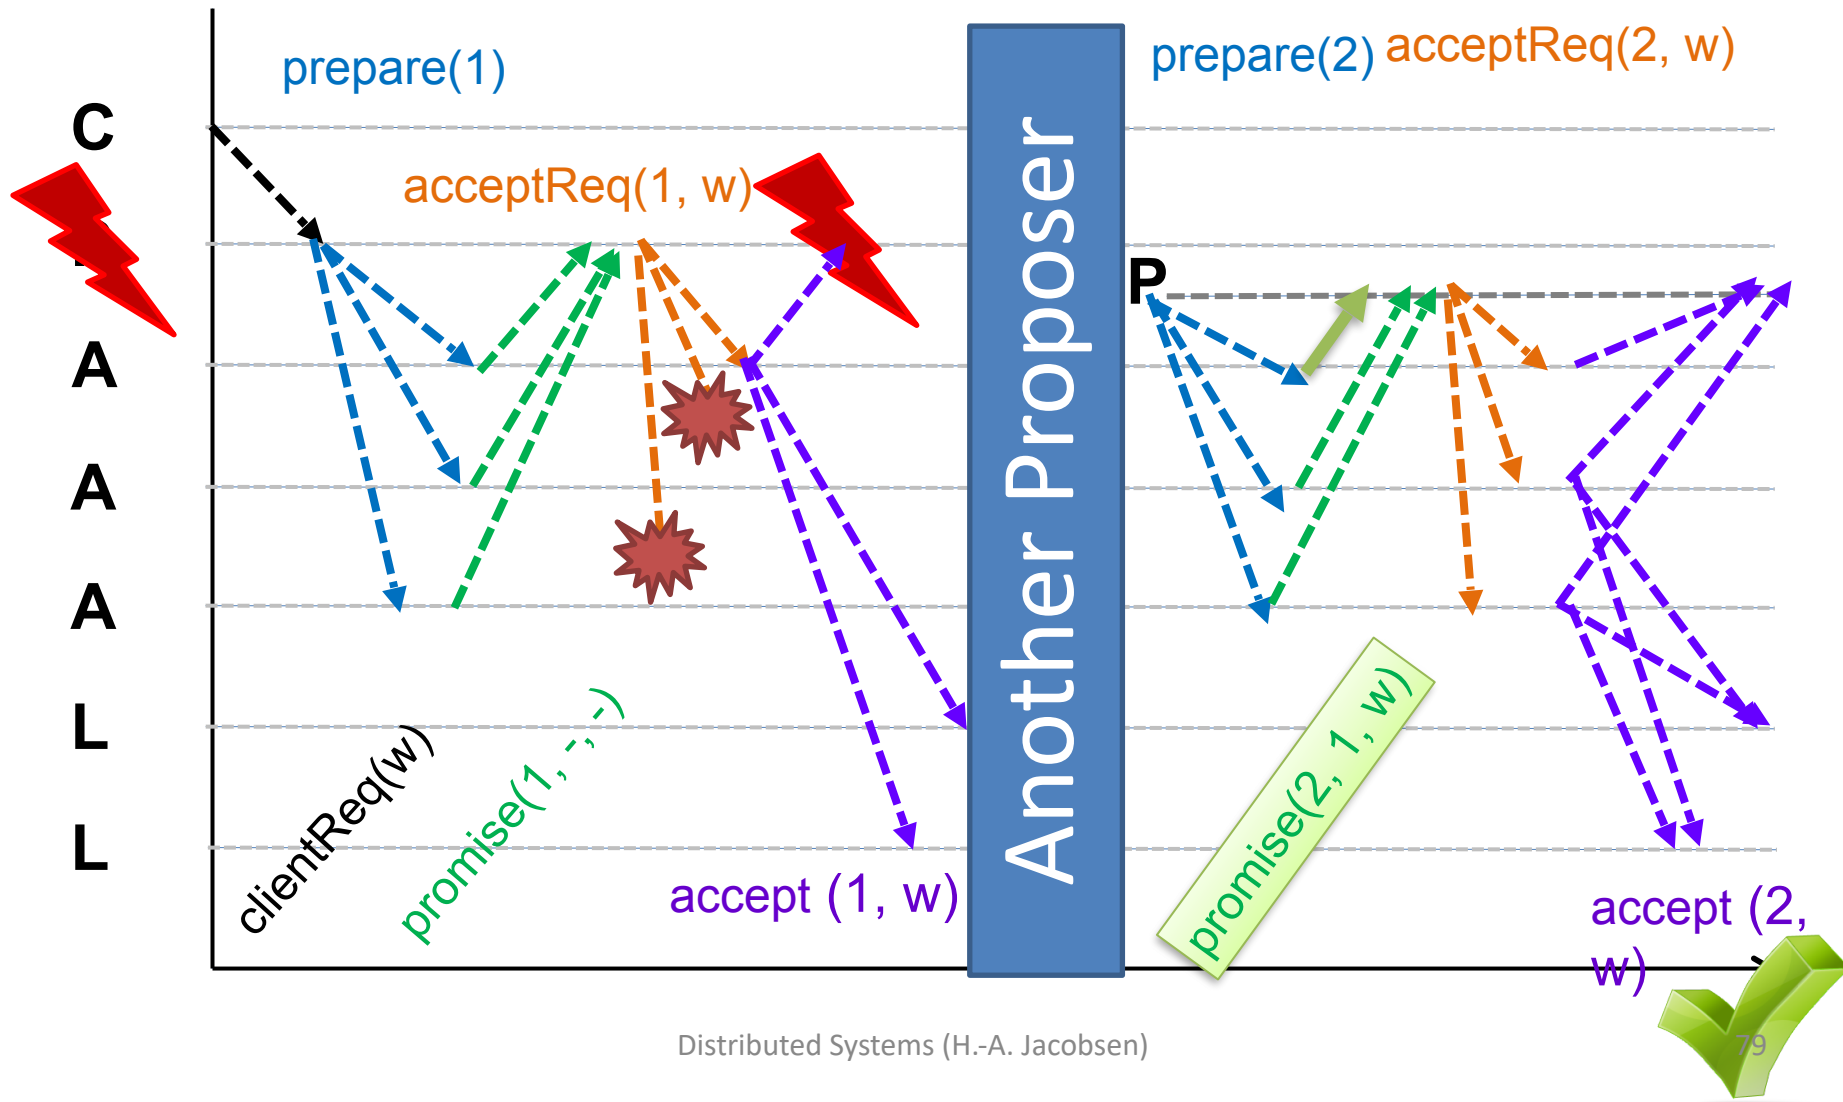 prepare(1)
prepare(2)
acceptReq(2, w)
C
acceptReq(1, w)
P
A
A
A
L
L
Another Proposer
clientReq(w)
promise(1, -,-)
promise(2, 1, w)
accept (1, w)
accept (2,
w)
Distributed Systems (H.-A. Jacobsen)
79